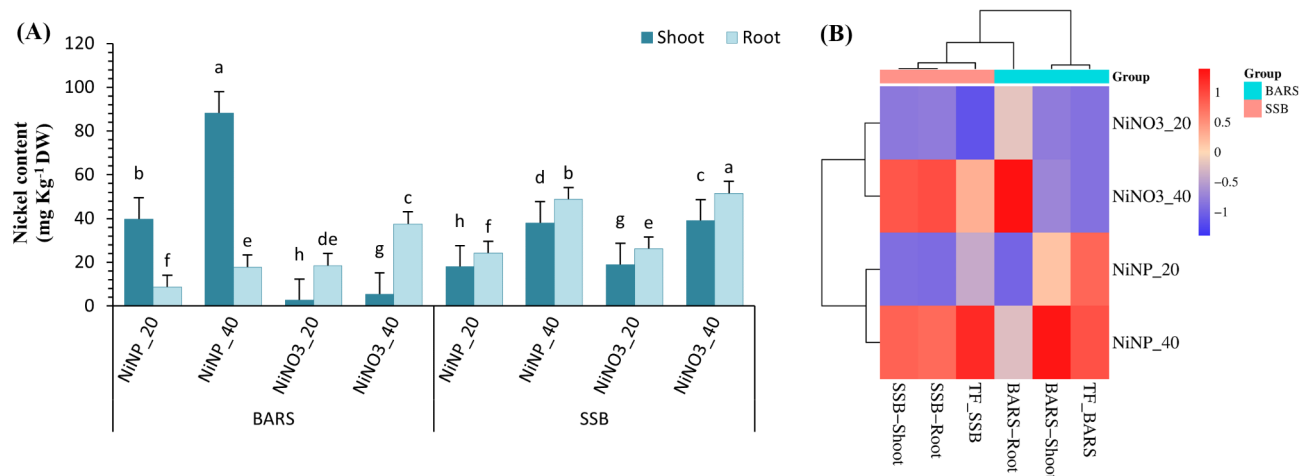 (A)
Nickel content
(mg Kg-1 DW)
120
100
80
60
40
20
0
Shoot Root
b f a e h de g c h f d b g e c a
NiNP_20 NiNP_40 NiNO3_20 NiNO3_40 NiNP_20 NiNP_40 NiNO3_20 NiNO3_40
BARS SSB
(B)
Group
NiNO3_20
NiNO3_40
NiNP_20
NiNP_40
SSB−Shoot SSB−Root TF_SSB BARS−Root BARS−Shoot TF_BARS
1
0.5
0
−0.5
−1
Group
BARS
SSB